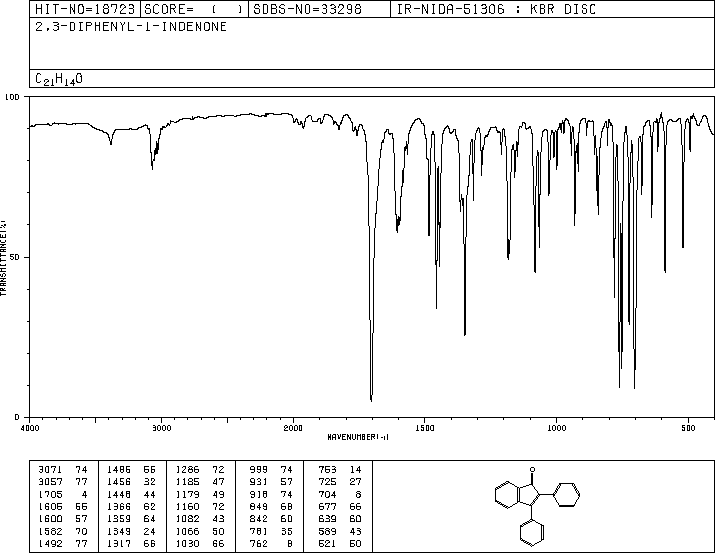 HIT-NO=18723 SCORE= ( ) SDBS-NO=33298 IR-NIDA-51306 : KBR DISC
2,3-DIPHENYL-1-INDENONE
C21H14O
100
50
0
TRANSMITTANCE(%)
4000 3000 2000 1500 1000 500
WAVENUMBER(-1)
3071 74 1486 55 1286 72 999 74 753 14
3057 77 1456 32 1185 47 931 57 725 27
1705 4 1448 44 1179 49 918 74 704 8
1605 55 1366 62 1160 72 849 68 677 66
1600 57 1359 64 1082 43 842 60 639 60
1582 70 1349 24 1066 50 781 35 589 43
1492 77 1317 66 1030 66 762 8 521 50
O